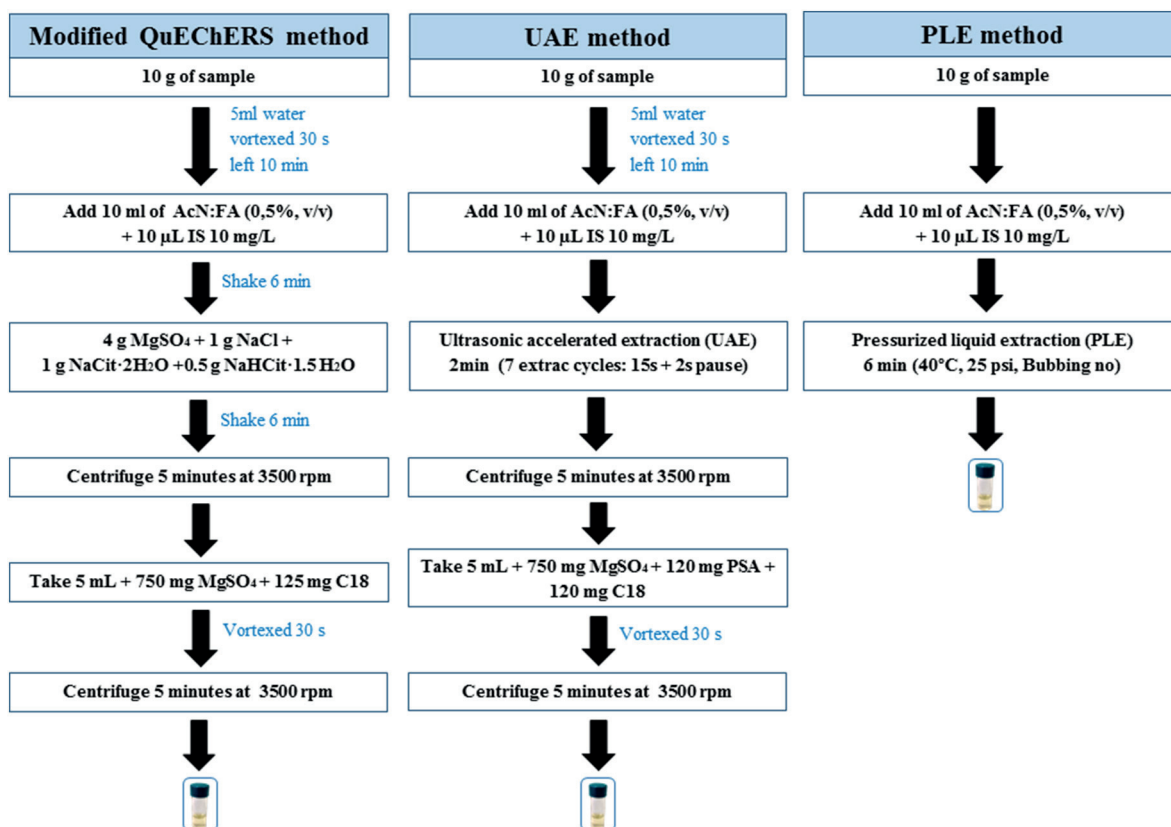 Modified QuEChERS method
10 g of sample
5ml water
vortexed 30 s
left 10 min
Add 10 ml of AcN:FA (0,5%, v/v)
+ 10 µL IS 10 mg/L
Shake 6 min
4 g MgSO₄ + 1 g NaCl +
1 g NaCit·2H₂O +0.5 g NaHCit·1.5 H₂O
Shake 6 min
Centrifuge 5 minutes at 3500 rpm
Take 5 mL + 750 mg MgSO₄ + 125 mg C18
Vortexed 30 s
Centrifuge 5 minutes at 3500 rpm
UAE method
10 g of sample
5ml water
vortexed 30 s
left 10 min
Add 10 ml of AcN:FA (0,5%, v/v)
+ 10 µL IS 10 mg/L
Ultrasonic accelerated extraction (UAE)
2min (7 extrac cycles: 15s + 2s pause)
Centrifuge 5 minutes at 3500 rpm
Take 5 mL + 750 mg MgSO₄ + 120 mg PSA +
120 mg C18
Vortexed 30 s
Centrifuge 5 minutes at 3500 rpm
PLE method
10 g of sample
Add 10 ml of AcN:FA (0,5%, v/v)
+ 10 µL IS 10 mg/L
Pressurized liquid extraction (PLE)
6 min (40°C, 25 psi, Bubbing no)